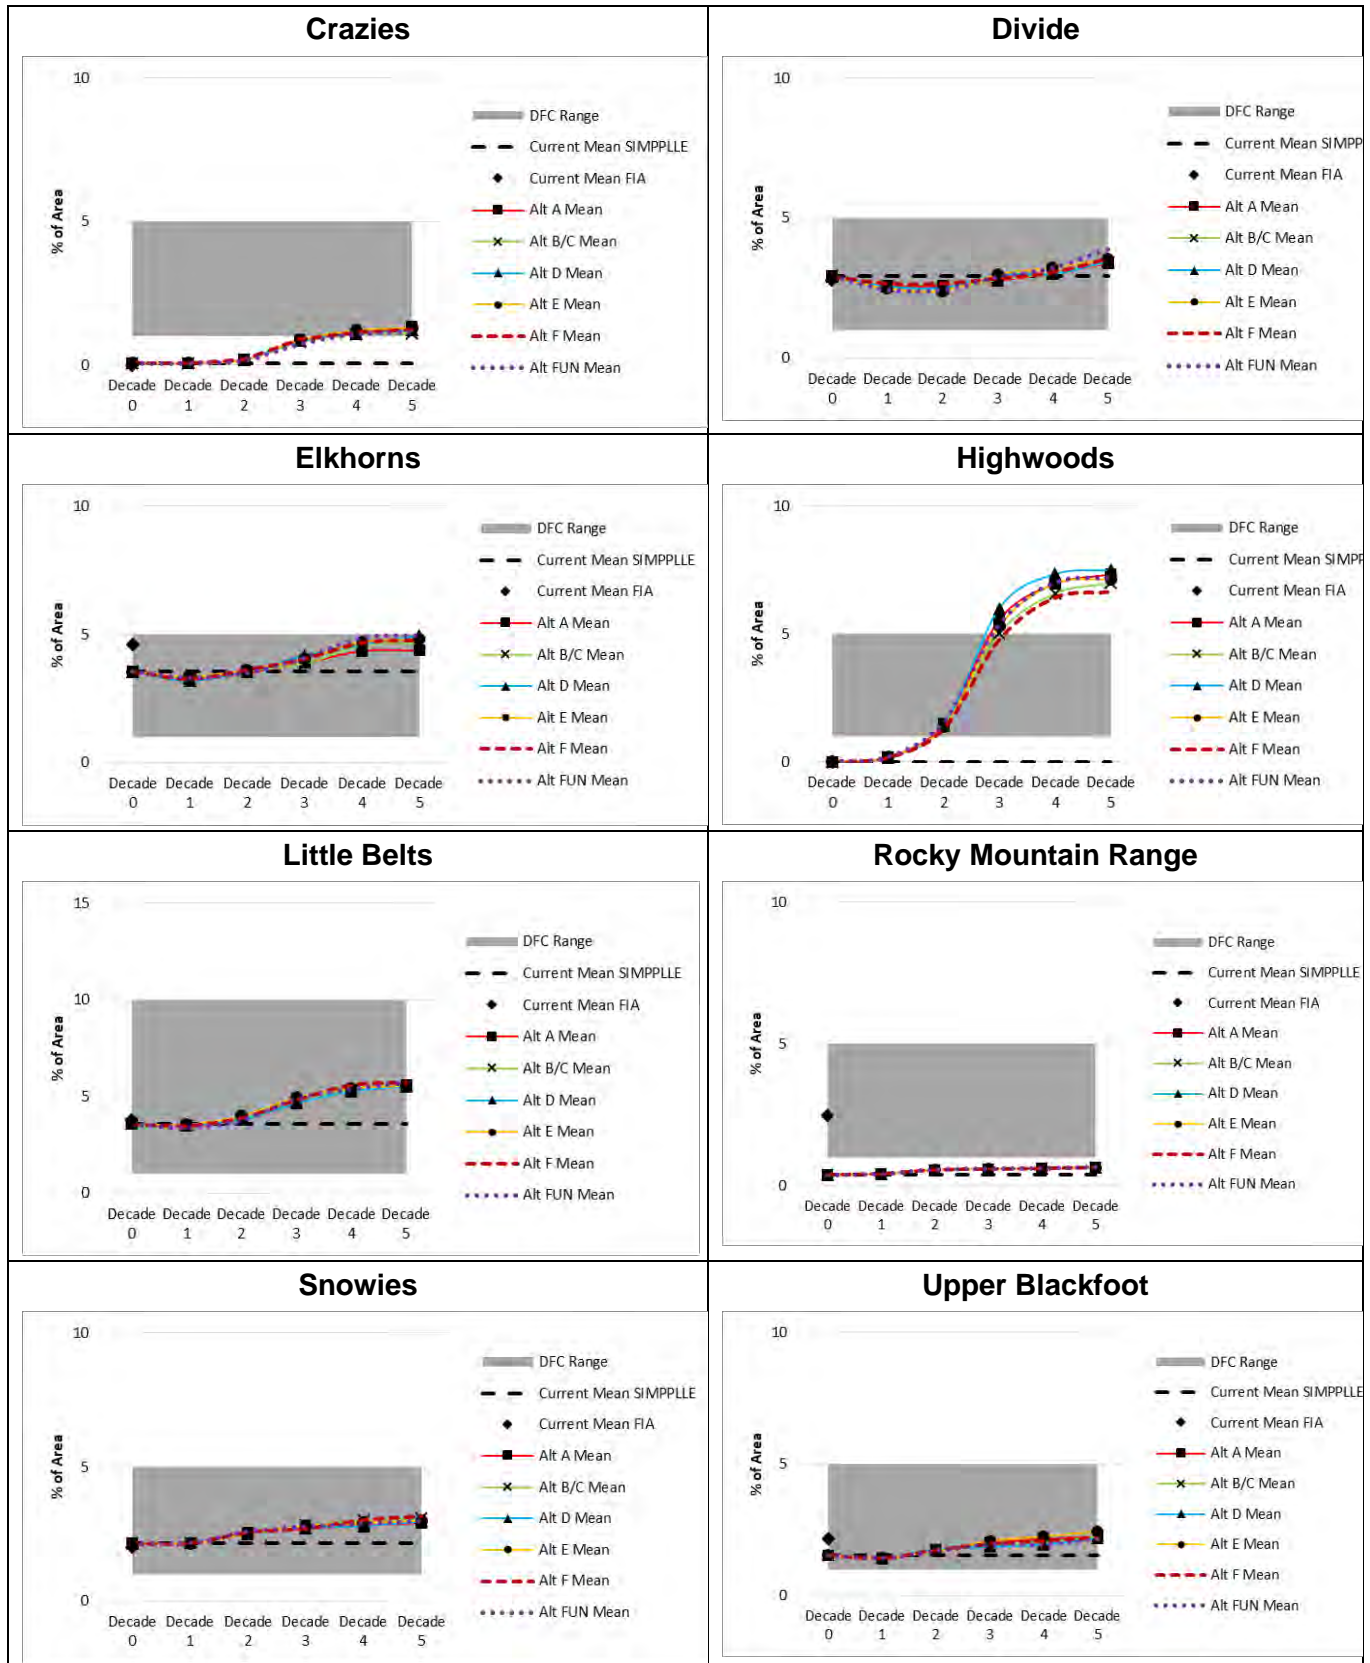 Crazies
10
5
0
% of Area
Decade 0
Decade 1
Decade 2
Decade 3
Decade 4
Decade 5
DFC Range
Current Mean SIMPPLLE
Current Mean FIA
Alt A Mean
Alt B/C Mean
Alt D Mean
Alt E Mean
Alt F Mean
Alt FUN Mean
Divide
10
5
0
% of Area
Decade 0
Decade 1
Decade 2
Decade 3
Decade 4
Decade 5
DFC Range
Current Mean SIMPP
Current Mean FIA
Alt A Mean
Alt B/C Mean
Alt D Mean
Alt E Mean
Alt F Mean
Alt FUN Mean
Elkhorns
10
5
0
% of Area
Decade 0
Decade 1
Decade 2
Decade 3
Decade 4
Decade 5
DFC Range
Current Mean SIMPPLLE
Current Mean FIA
Alt A Mean
Alt B/C Mean
Alt D Mean
Alt E Mean
Alt F Mean
Alt FUN Mean
Highwoods
10
5
0
% of Area
Decade 0
Decade 1
Decade 2
Decade 3
Decade 4
Decade 5
DFC Range
Current Mean SIMPP
Current Mean FIA
Alt A Mean
Alt B/C Mean
Alt D Mean
Alt E Mean
Alt F Mean
Alt FUN Mean
Little Belts
15
10
5
0
% of Area
Decade 0
Decade 1
Decade 2
Decade 3
Decade 4
Decade 5
DFC Range
Current Mean SIMPPLLE
Current Mean FIA
Alt A Mean
Alt B/C Mean
Alt D Mean
Alt E Mean
Alt F Mean
Alt FUN Mean
Rocky Mountain Range
10
5
0
% of Area
Decade 0
Decade 1
Decade 2
Decade 3
Decade 4
Decade 5
DFC Range
Current Mean SIMPPLLE
Current Mean FIA
Alt A Mean
Alt B/C Mean
Alt D Mean
Alt E Mean
Alt F Mean
Alt FUN Mean
Snowies
10
5
0
% of Area
Decade 0
Decade 1
Decade 2
Decade 3
Decade 4
Decade 5
DFC Range
Current Mean SIMPPLLE
Current Mean FIA
Alt A Mean
Alt B/C Mean
Alt D Mean
Alt E Mean
Alt F Mean
Alt FUN Mean
Upper Blackfoot
10
5
0
% of Area
Decade 0
Decade 1
Decade 2
Decade 3
Decade 4
Decade 5
DFC Range
Current Mean SIMPPLLE
Current Mean FIA
Alt A Mean
Alt B/C Mean
Alt D Mean
Alt E Mean
Alt F Mean
Alt FUN Mean